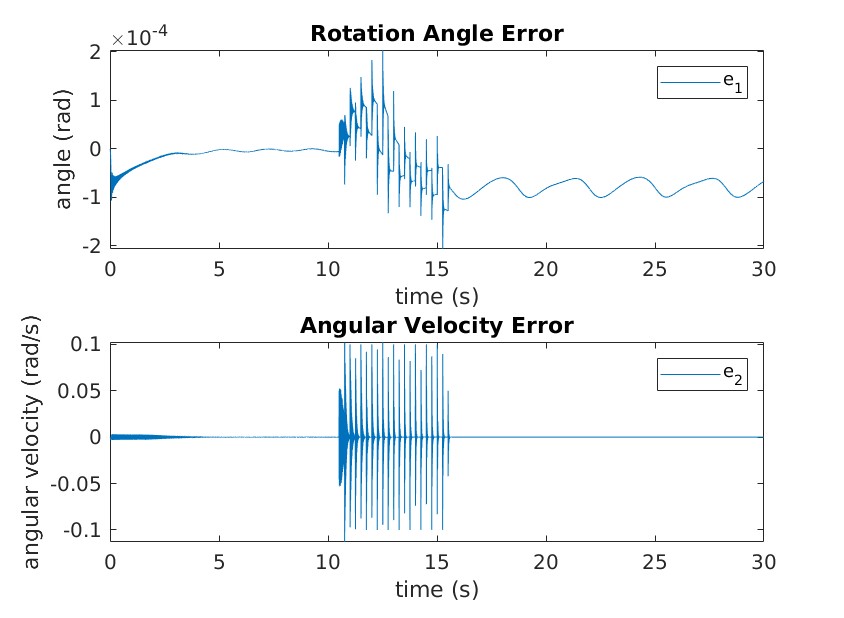 Rotation Angle Error
×10⁻⁴
2
1
0
-1
-2
angle (rad)
e₁
0 5 10 15 20 25 30
time (s)
Angular Velocity Error
0.1
0.05
0
-0.05
-0.1
angular velocity (rad/s)
e₂
0 5 10 15 20 25 30
time (s)